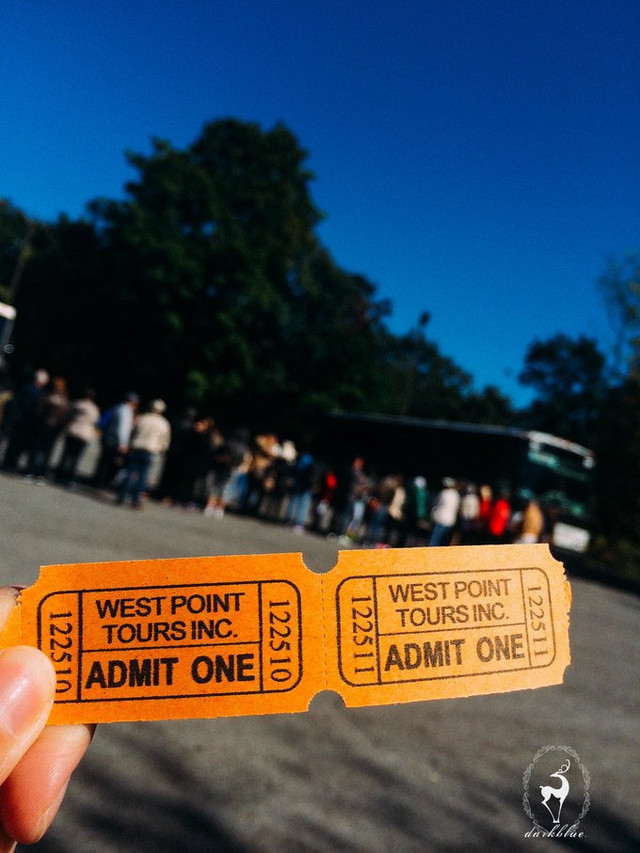 122510
WEST POINT
TOURS INC.
ADMIT ONE
122510
122511
WEST POINT
TOURS INC.
ADMIT ONE
122511
darkblue